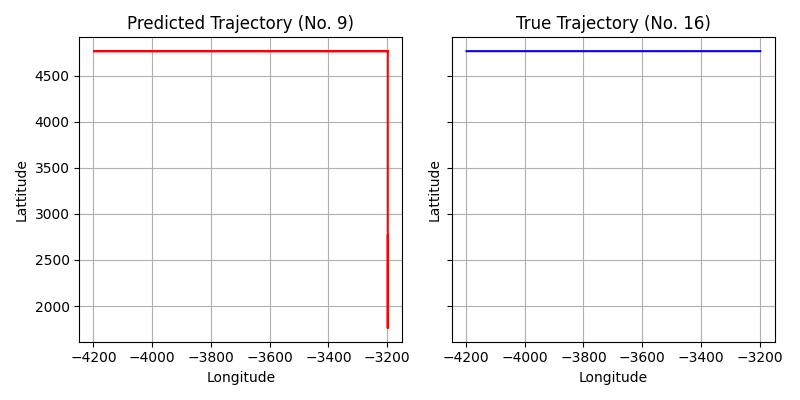 Predicted Trajectory (No. 9)
True Trajectory (No. 16)
Lattitude
4500
4000
3500
3000
2500
2000
−4200 −4000 −3800 −3600 −3400 −3200
Longitude
Lattitude
−4200 −4000 −3800 −3600 −3400 −3200
Longitude